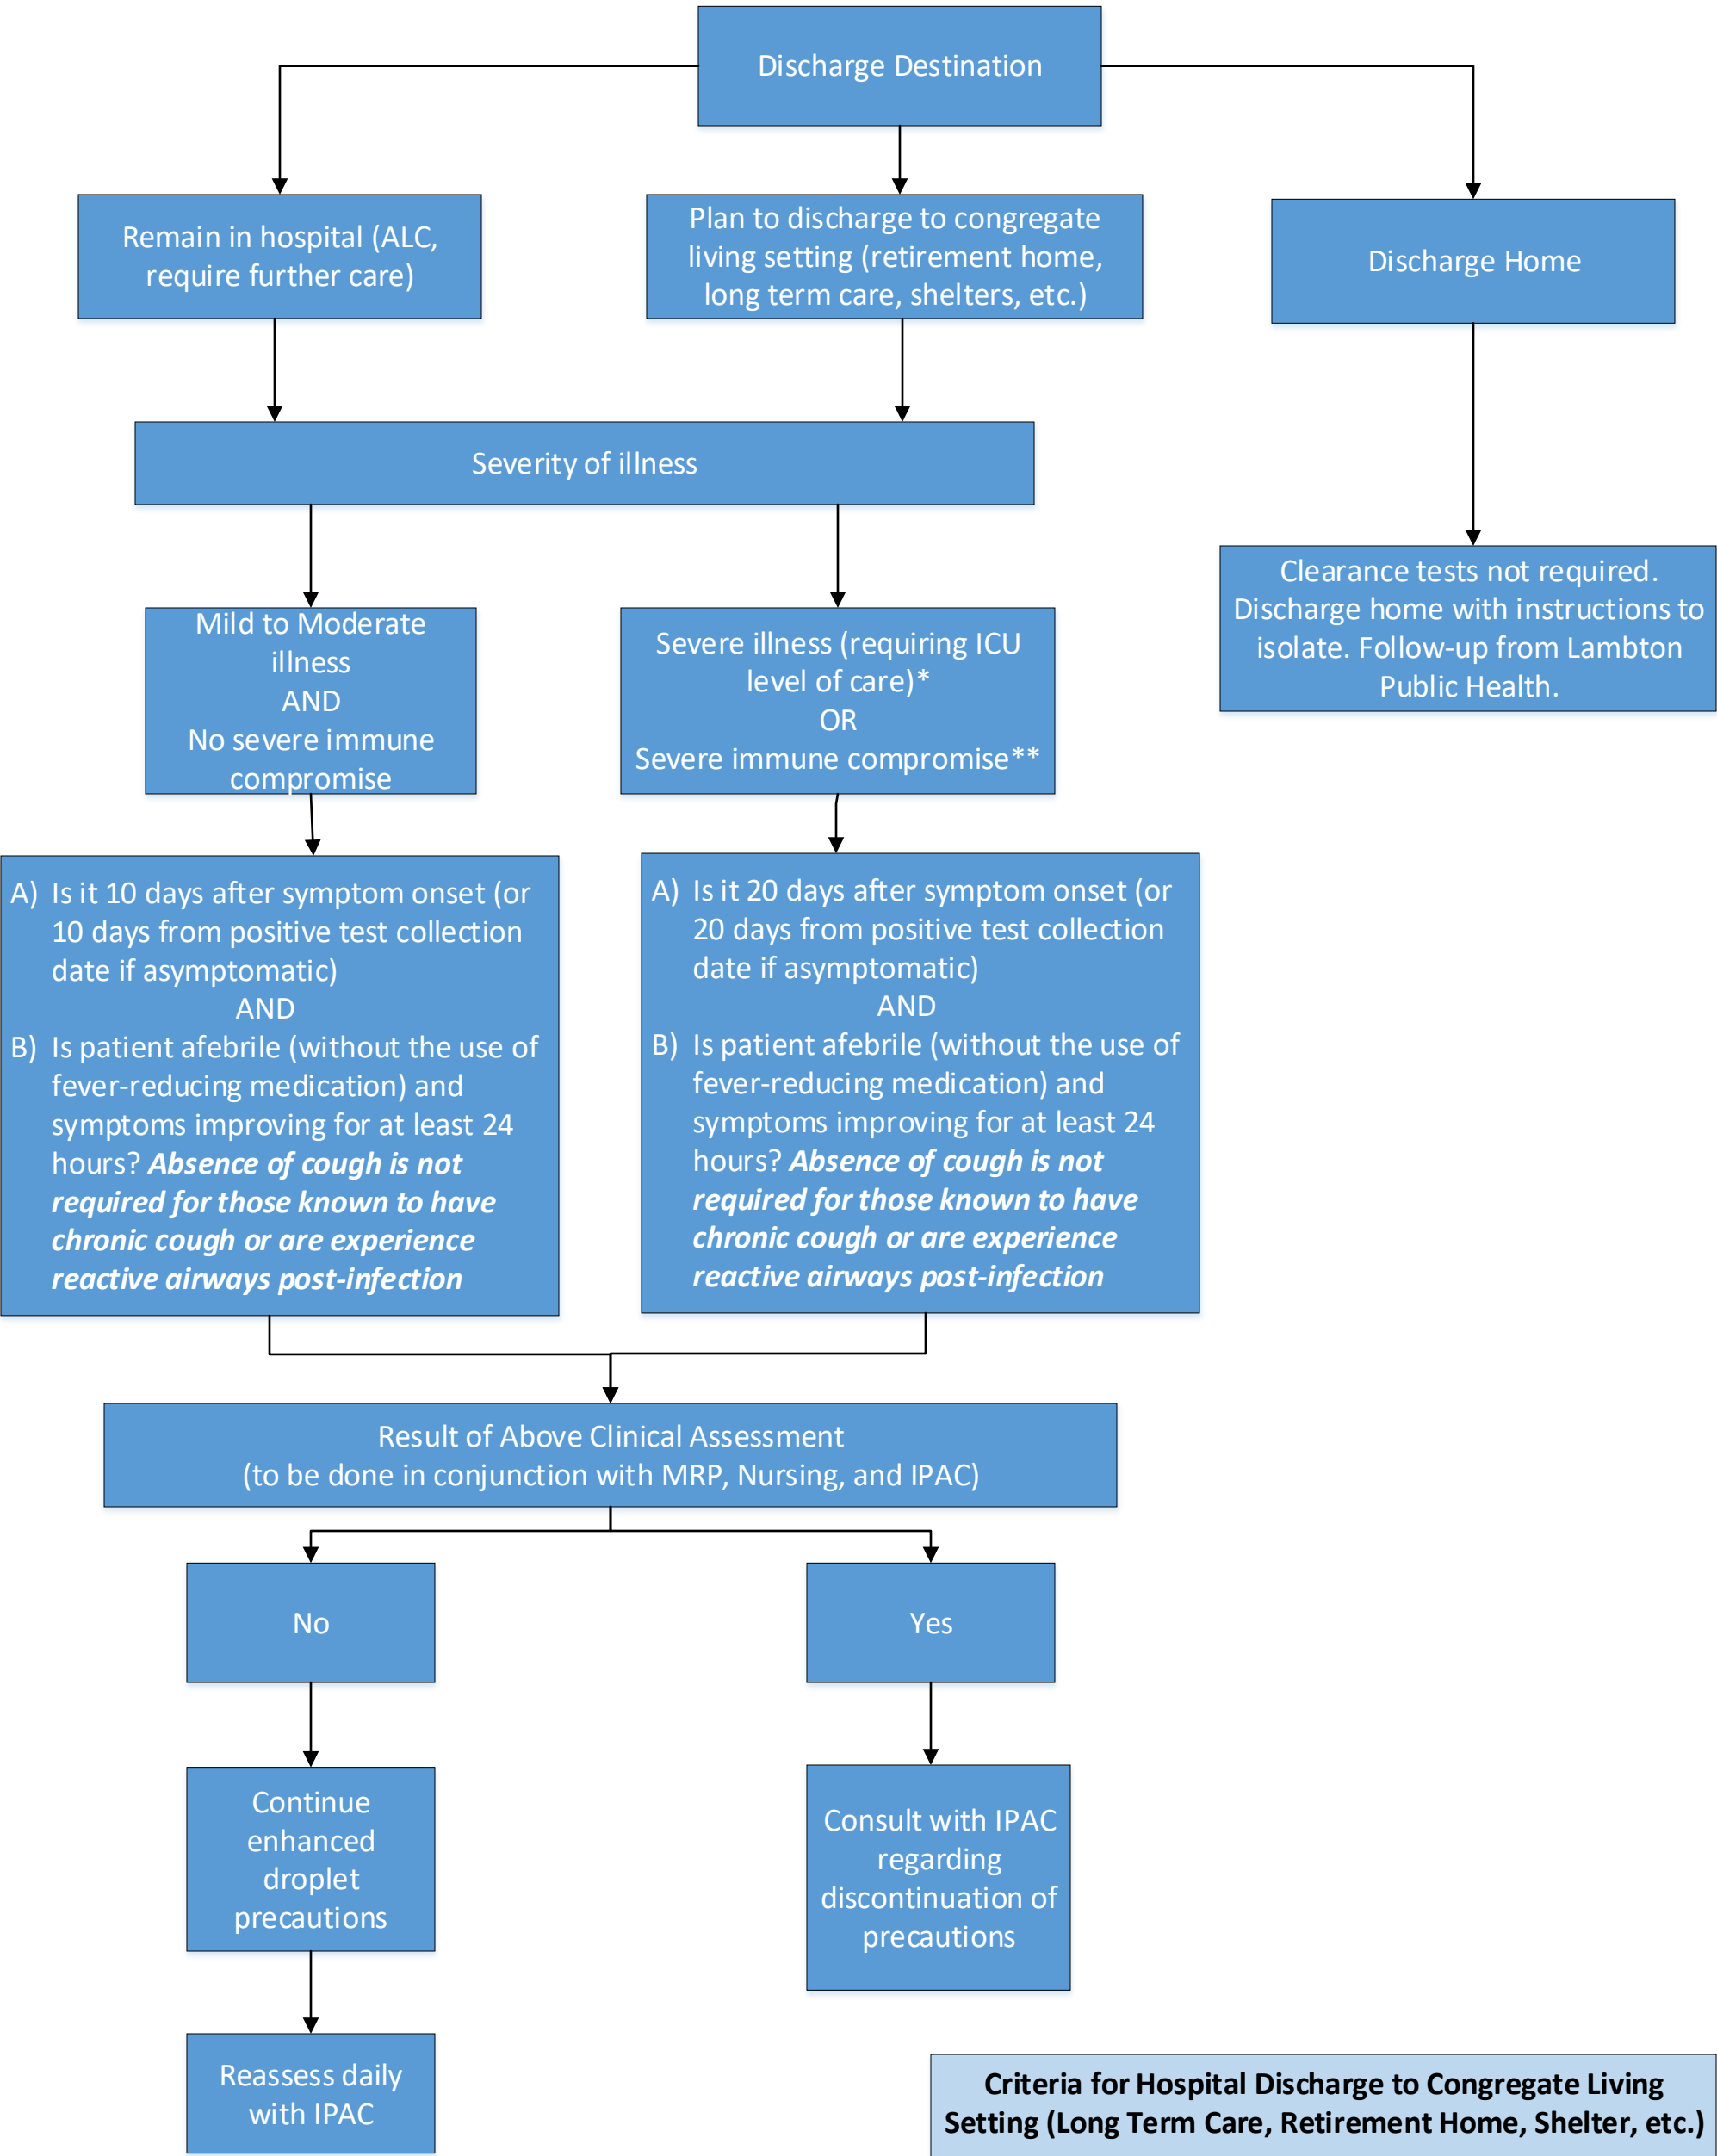 Discharge Destination
Remain in hospital (ALC,
require further care)
Plan to discharge to congregate
living setting (retirement home,
long term care, shelters, etc.)
Discharge Home
Severity of illness
Mild to Moderate
illness
AND
No severe immune
compromise
Severe illness (requiring ICU
level of care)*
OR
Severe immune compromise**
Clearance tests not required.
Discharge home with instructions to
isolate. Follow-up from Lambton
Public Health.
A) Is it 10 days after symptom onset (or
10 days from positive test collection
date if asymptomatic)
AND
B) Is patient afebrile (without the use of
fever-reducing medication) and
symptoms improving for at least 24
hours? Absence of cough is not
required for those known to have
chronic cough or are experience
reactive airways post-infection
A) Is it 20 days after symptom onset (or
20 days from positive test collection
date if asymptomatic)
AND
B) Is patient afebrile (without the use of
fever-reducing medication) and
symptoms improving for at least 24
hours? Absence of cough is not
required for those known to have
chronic cough or are experience
reactive airways post-infection
Result of Above Clinical Assessment
(to be done in conjunction with MRP, Nursing, and IPAC)
No
Yes
Continue
enhanced
droplet
precautions
Consult with IPAC
regarding
discontinuation of
precautions
Reassess daily
with IPAC
Criteria for Hospital Discharge to Congregate Living
Setting (Long Term Care, Retirement Home, Shelter, etc.)